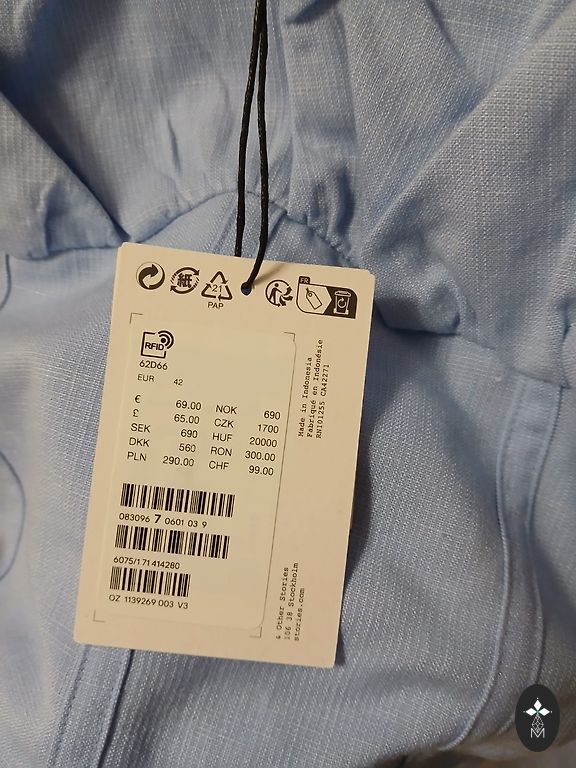 紙
21
PAP
FR
RFID
62D66
EUR 42
€ 69.00 NOK 690
£ 65.00 CZK 1700
SEK 690 HUF 20000
DKK 560 RON 300.00
PLN 290.00 CHF 99.00
083096 7 0601 03 9
6075/171414280
OZ 1139269 003 V3
Made in Indonesia
Fabriqué en Indonésie
RN101255 CA42271
& Other Stories
106 38 Stockholm
stories.com
M